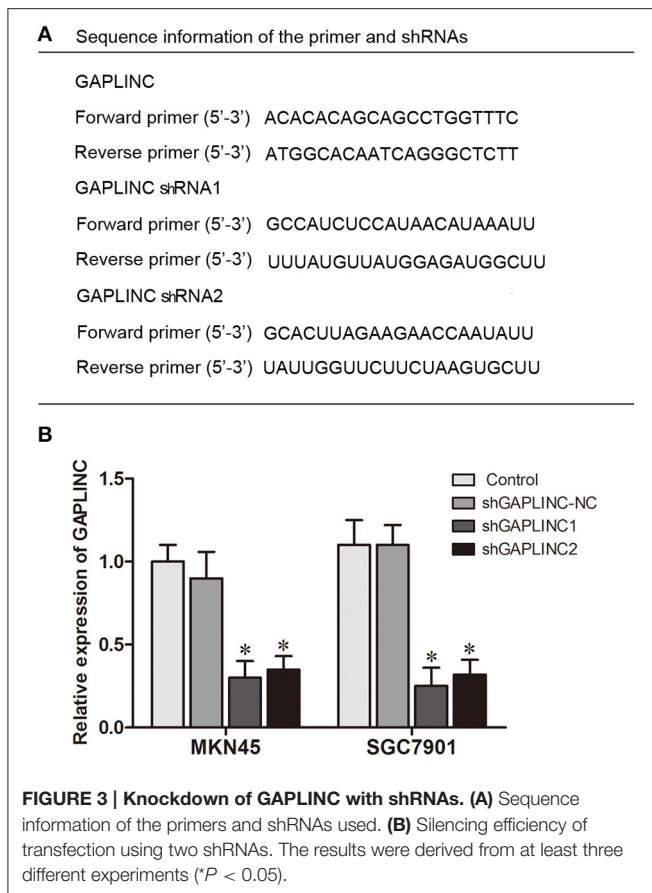 A Sequence information of the primer and shRNAs
GAPLINC
Forward primer (5'-3') ACACACAGCAGCCTGGTTTC
Reverse primer (5'-3') ATGGCACAATCAGGGCTCTT
GAPLINC shRNA1
Forward primer (5'-3') GCCAUCUCCAUAACAUAAAUU
Reverse primer (5'-3') UUUAUGUUAUGGAGAUGGCUU
GAPLINC shRNA2
Forward primer (5'-3') GCACUUAGAAGAACCAAUAUU
Reverse primer (5'-3') UAUUGGUUCUUCUAAGUGCUU
B
Relative expression of GAPLINC
1.5
1.0
0.5
0.0
* *
* *
MKN45 SGC7901
Control
shGAPLINC-NC
shGAPLINC1
shGAPLINC2
FIGURE 3 | Knockdown of GAPLINC with shRNAs. (A) Sequence
information of the primers and shRNAs used. (B) Silencing efficiency of
transfection using two shRNAs. The results were derived from at least three
different experiments (*P < 0.05).